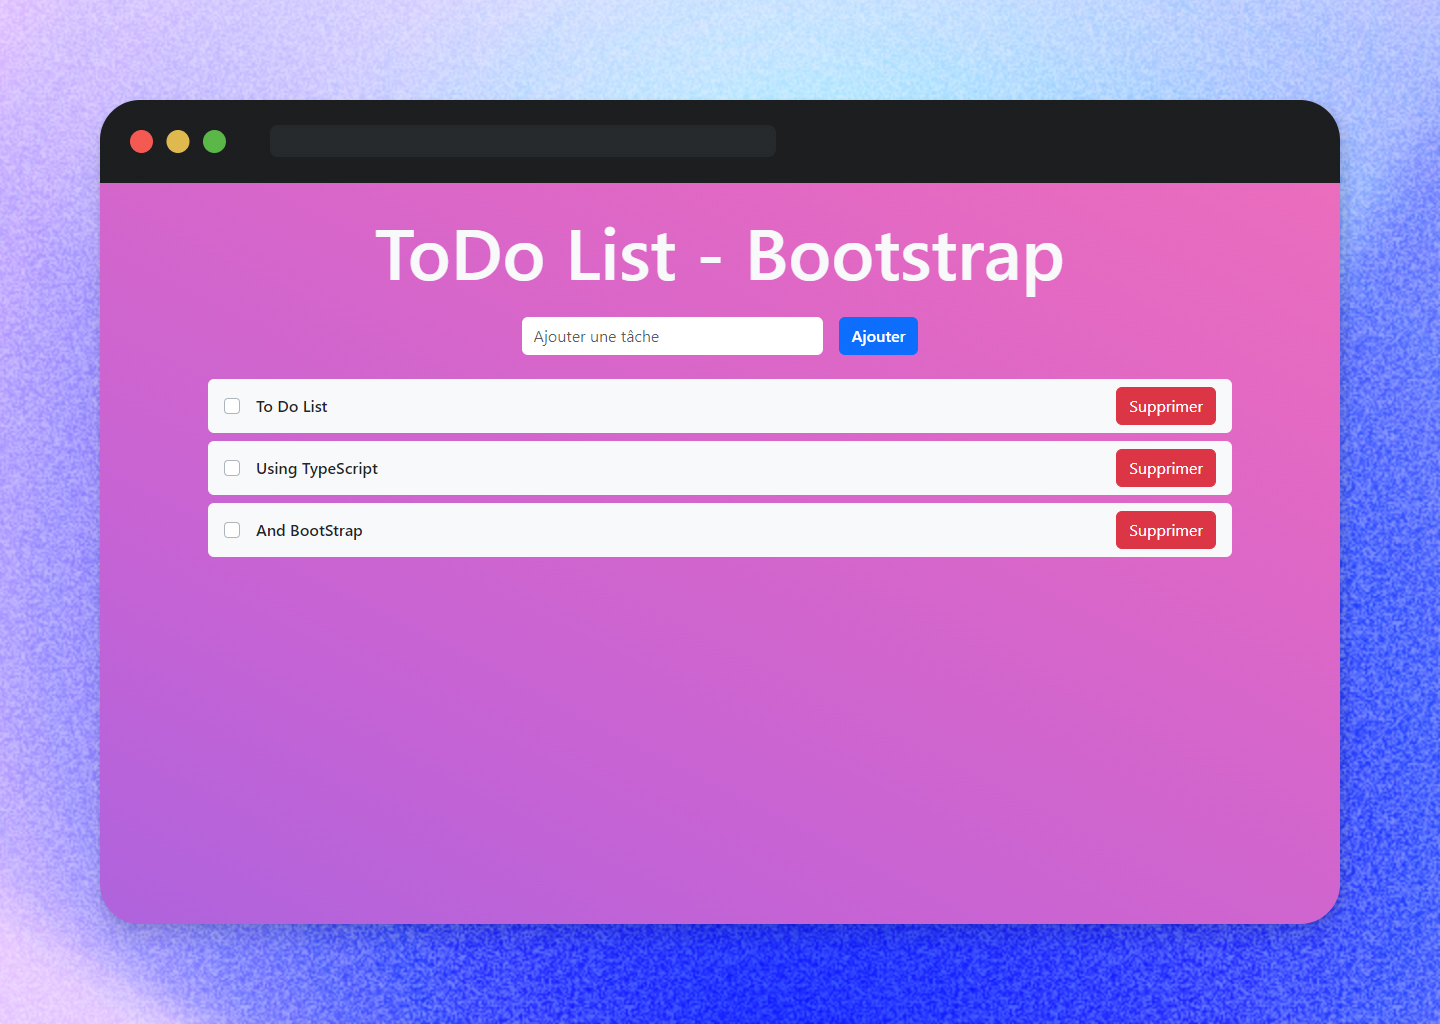 ToDo List - Bootstrap
Ajouter une tâche Ajouter
To Do List Supprimer
Using TypeScript Supprimer
And BootStrap Supprimer